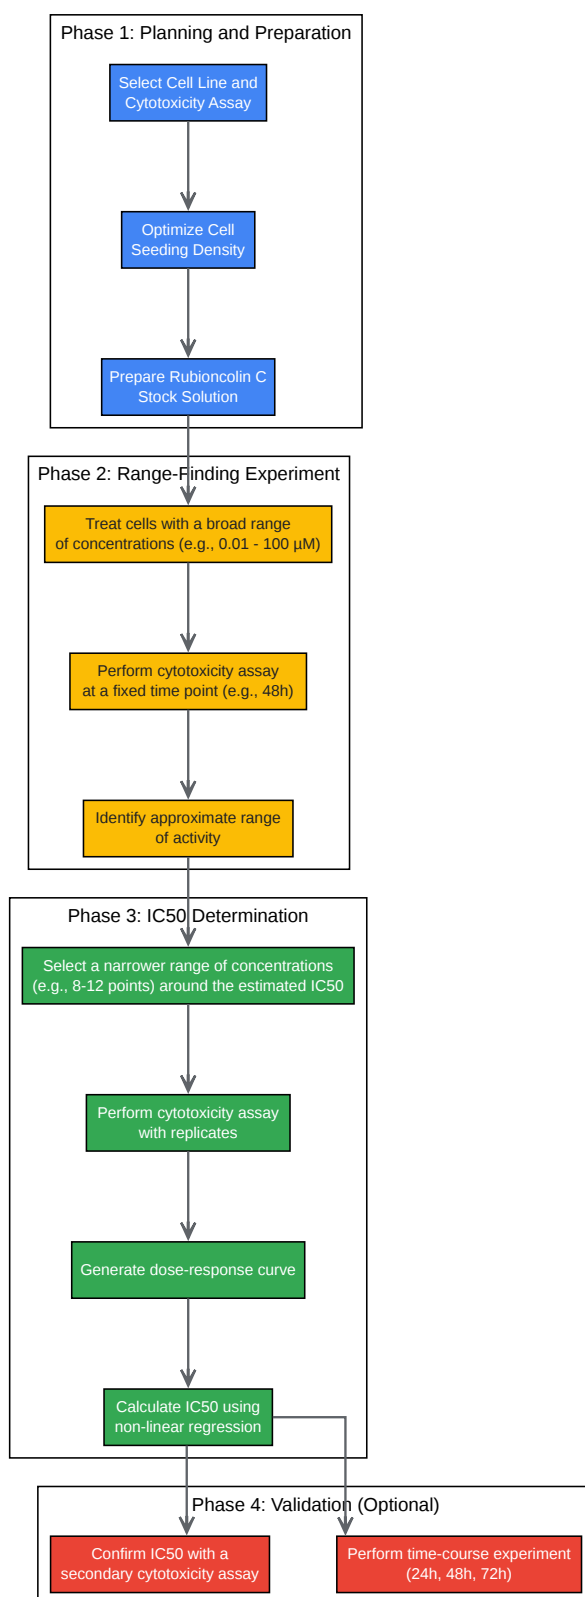 Phase 1: Planning and Preparation
Select Cell Line and
Cytotoxicity Assay
Optimize Cell
Seeding Density
Prepare Rubioncolin C
Stock Solution
Phase 2: Range-Finding Experiment
Treat cells with a broad range
of concentrations (e.g., 0.01 - 100 µM)
Perform cytotoxicity assay
at a fixed time point (e.g., 48h)
Identify approximate range
of activity
Phase 3: IC50 Determination
Select a narrower range of concentrations
(e.g., 8-12 points) around the estimated IC50
Perform cytotoxicity assay
with replicates
Generate dose-response curve
Calculate IC50 using
non-linear regression
Phase 4: Validation (Optional)
Confirm IC50 with a
secondary cytotoxicity assay
Perform time-course experiment
(24h, 48h, 72h)